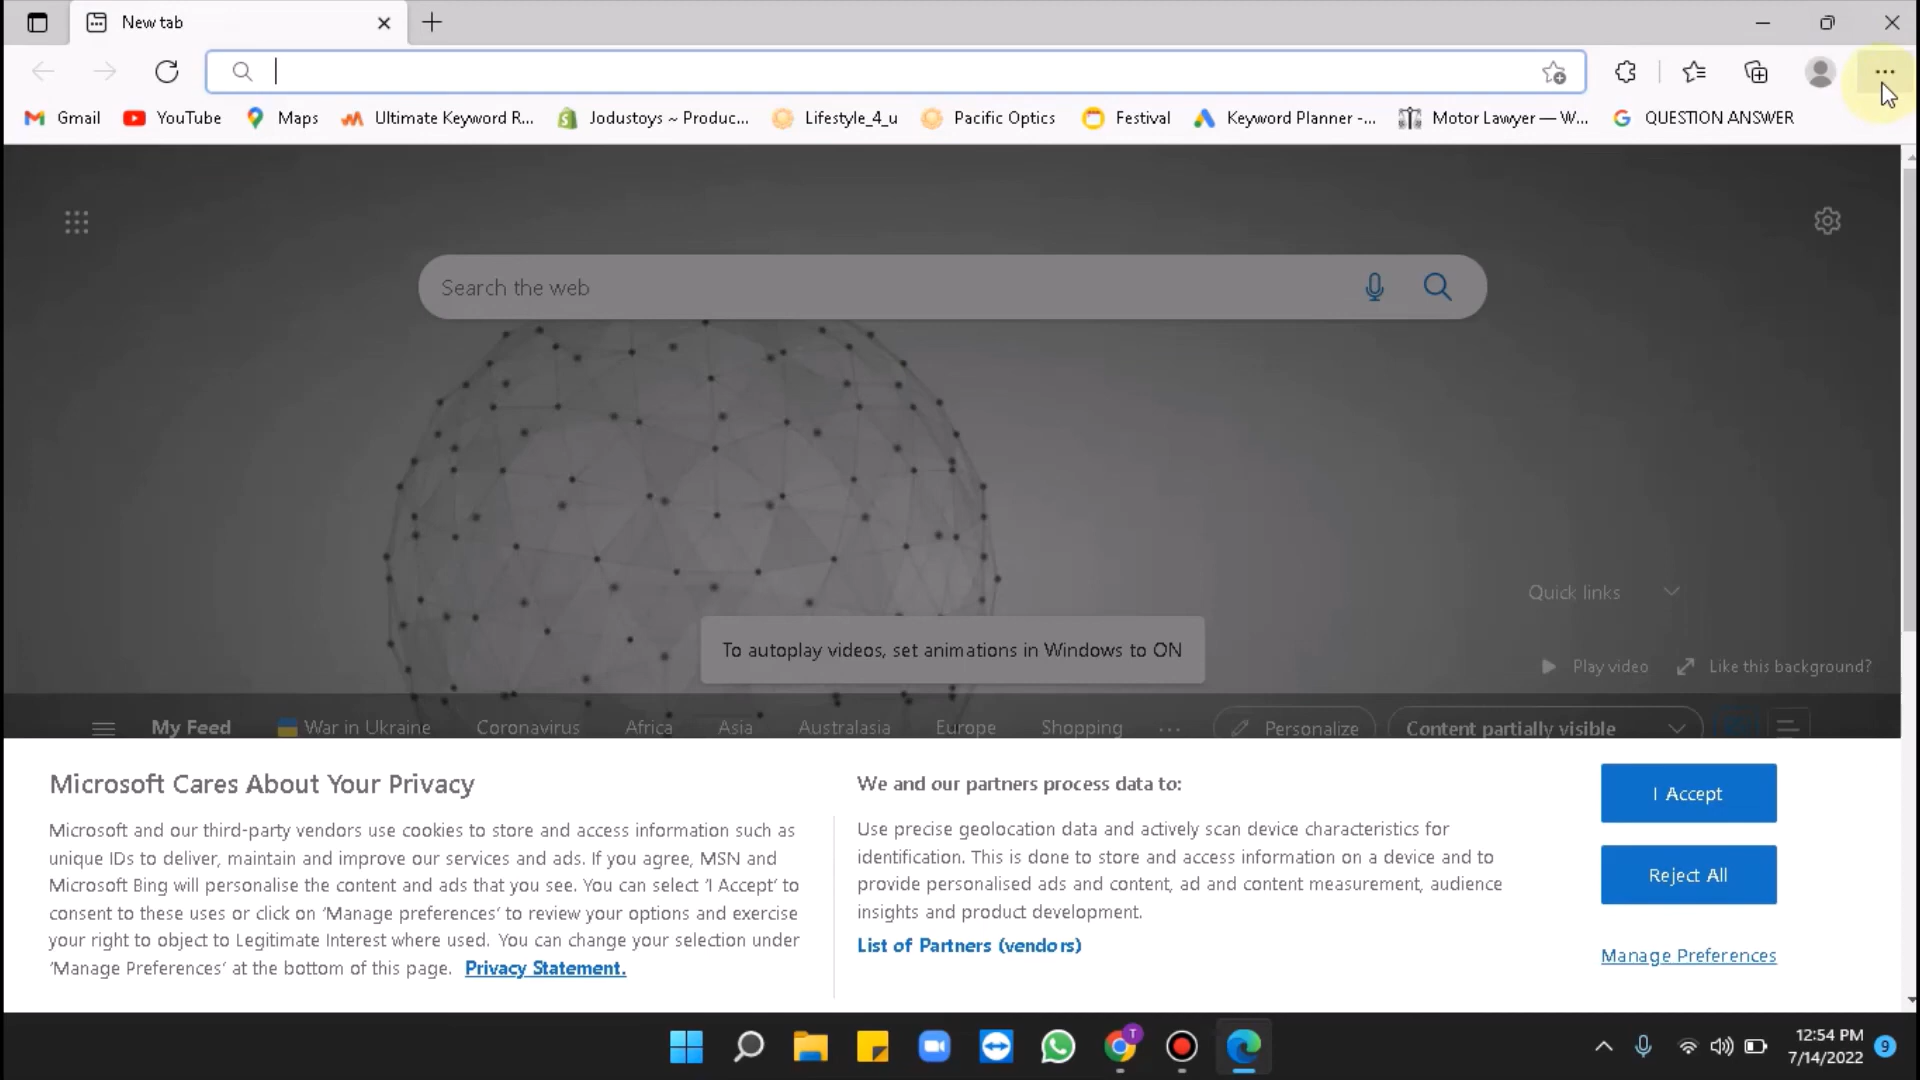 New tab
Gmail YouTube Maps Ultimate Keyword R... Jodustoys ~ Produc... Lifestyle_4_u Pacific Optics Festival Keyword Planner -... Motor Lawyer — W... QUESTION ANSWER
Search the web
Quick links
To autoplay videos, set animations in Windows to ON
Play video Like this background?
My Feed War in Ukraine Coronavirus Africa Asia Australasia Europe Shopping ... Personalize Content partially visible
Microsoft Cares About Your Privacy
Microsoft and our third-party vendors use cookies to store and access information such as
unique IDs to deliver, maintain and improve our services and ads. If you agree, MSN and
Microsoft Bing will personalise the content and ads that you see. You can select 'I Accept' to
consent to these uses or click on 'Manage preferences' to review your options and exercise
your right to object to Legitimate Interest where used. You can change your selection under
'Manage Preferences' at the bottom of this page. Privacy Statement.
We and our partners process data to:
Use precise geolocation data and actively scan device characteristics for
identification. This is done to store and access information on a device and to
provide personalised ads and content, ad and content measurement, audience
insights and product development.
List of Partners (vendors)
I Accept
Reject All
Manage Preferences
T
12:54 PM
7/14/2022
9